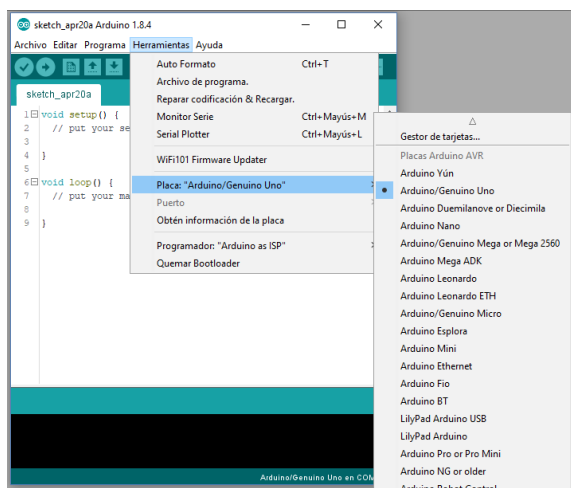 sketch_apr20a Arduino 1.8.4
Archivo Editar Programa Herramientas Ayuda
sketch_apr20a
1 void setup() {
2 // put your se
3
4 }
5
6 void loop() {
7 // put your ma
8
9 }
Auto Formato Ctrl+T
Archivo de programa.
Reparar codificación & Recargar.
Monitor Serie Ctrl+Mayús+M
Serial Plotter Ctrl+Mayús+L
WiFi101 Firmware Updater
Placa: "Arduino/Genuino Uno"
Puerto
Obtén información de la placa
Programador: "Arduino as ISP"
Quemar Bootloader
Gestor de tarjetas...
Placas Arduino AVR
Arduino Yún
Arduino/Genuino Uno
Arduino Duemilanove or Diecimila
Arduino Nano
Arduino/Genuino Mega or Mega 2560
Arduino Mega ADK
Arduino Leonardo
Arduino Leonardo ETH
Arduino/Genuino Micro
Arduino Esplora
Arduino Mini
Arduino Ethernet
Arduino Fio
Arduino BT
LilyPad Arduino USB
LilyPad Arduino
Arduino Pro or Pro Mini
Arduino NG or older
Arduino Robot Control
Arduino/Genuino Uno en COM